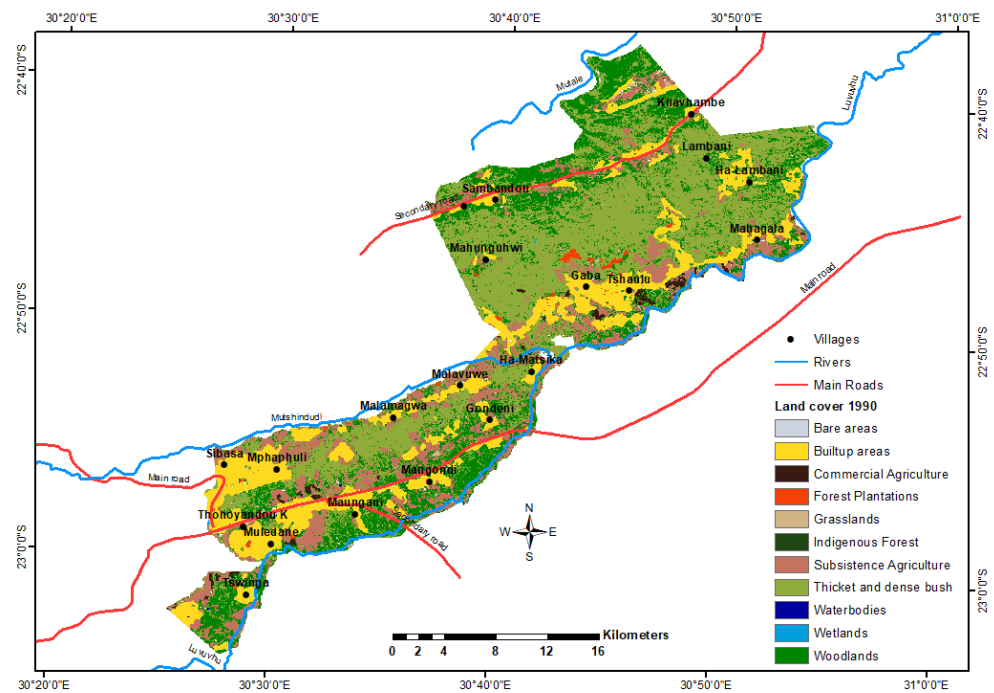 30°20'0"E
30°30'0"E
30°40'0"E
30°50'0"E
31°0'0"E
22°40'0"S
22°40'0"S
Mutale
Luvuvhu
Khavhambe
Lambani
Ha-Lambani
Sambandou
Secondary road
Mabagala
Mahunguhwi
Main road
Gaba
Tshaulu
22°50'0"S
22°50'0"S
Ha-Matsika
Malavuwe
Malamagwa
Gondeni
Mutshindudi
Sibasa
Mphaphuli
Mangondi
Main road
Maungani
Thohoyandou K
Secondary road
Muledane
23°0'0"S
23°0'0"S
Tswinga
Luvuvhu
N
W
E
S
Villages
Rivers
Main Roads
Land cover 1990
Bare areas
Builtup areas
Commercial Agriculture
Forest Plantations
Grasslands
Indigenous Forest
Subsistence Agriculture
Thicket and dense bush
Waterbodies
Wetlands
Woodlands
Kilometers
0 2 4 8 12 16
30°20'0"E
30°30'0"E
30°40'0"E
30°50'0"E
31°0'0"E